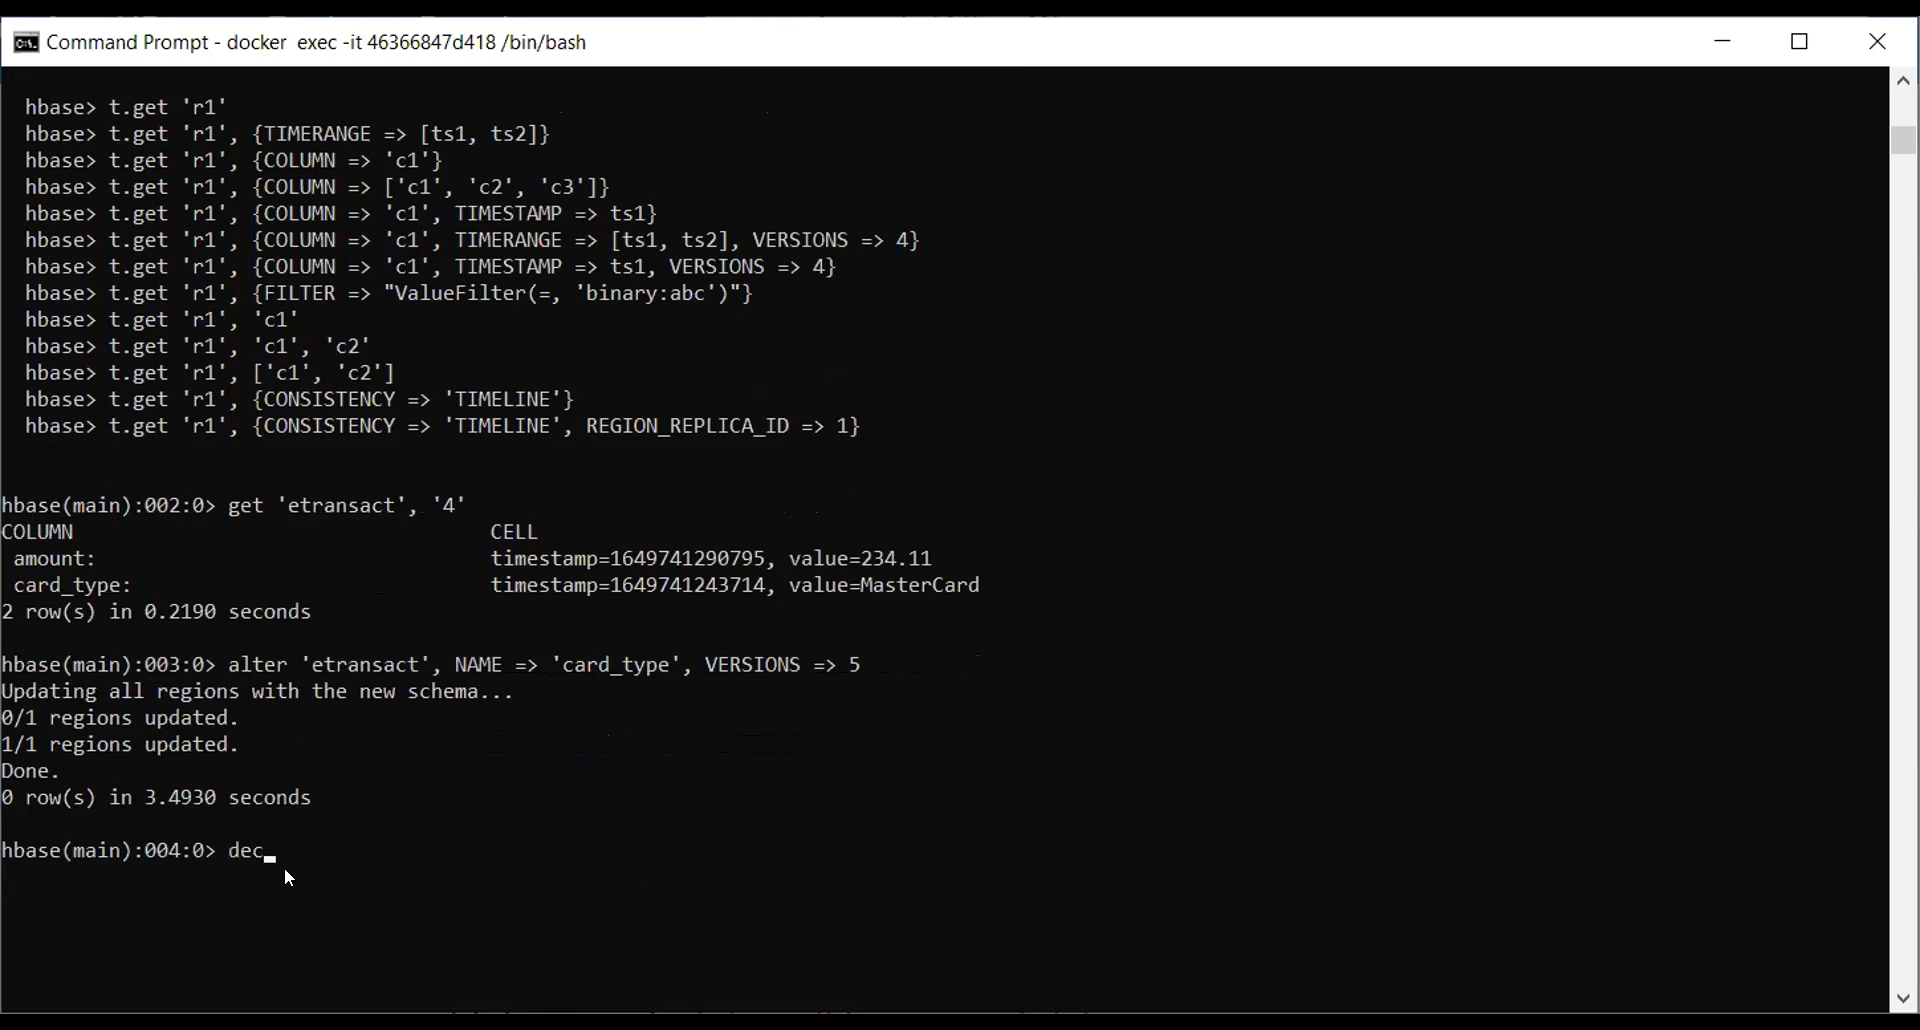 Command Prompt - docker  exec -it 46366847d418 /bin/bash
  hbase> t.get 'r1'
  hbase> t.get 'r1', {TIMERANGE => [ts1, ts2]}
  hbase> t.get 'r1', {COLUMN => 'c1'}
  hbase> t.get 'r1', {COLUMN => ['c1', 'c2', 'c3']}
  hbase> t.get 'r1', {COLUMN => 'c1', TIMESTAMP => ts1}
  hbase> t.get 'r1', {COLUMN => 'c1', TIMERANGE => [ts1, ts2], VERSIONS => 4}
  hbase> t.get 'r1', {COLUMN => 'c1', TIMESTAMP => ts1, VERSIONS => 4}
  hbase> t.get 'r1', {FILTER => "ValueFilter(=, 'binary:abc')"}
  hbase> t.get 'r1', 'c1'
  hbase> t.get 'r1', 'c1', 'c2'
  hbase> t.get 'r1', ['c1', 'c2']
  hbase> t.get 'r1', {CONSISTENCY => 'TIMELINE'}
  hbase> t.get 'r1', {CONSISTENCY => 'TIMELINE', REGION_REPLICA_ID => 1}
hbase(main):002:0> get 'etransact', '4'
COLUMN                                   CELL
 amount:                                 timestamp=1649741290795, value=234.11
 card_type:                              timestamp=1649741243714, value=MasterCard
2 row(s) in 0.2190 seconds
hbase(main):003:0> alter 'etransact', NAME => 'card_type', VERSIONS => 5
Updating all regions with the new schema...
0/1 regions updated.
1/1 regions updated.
Done.
0 row(s) in 3.4930 seconds
hbase(main):004:0> dec